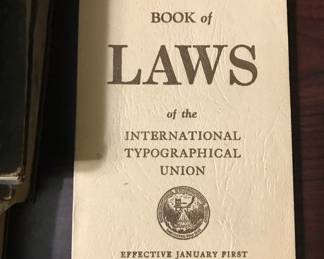 BOOK of
LAWS
of the
INTERNATIONAL
TYPOGRAPHICAL
UNION
EFFECTIVE JANUARY FIRST